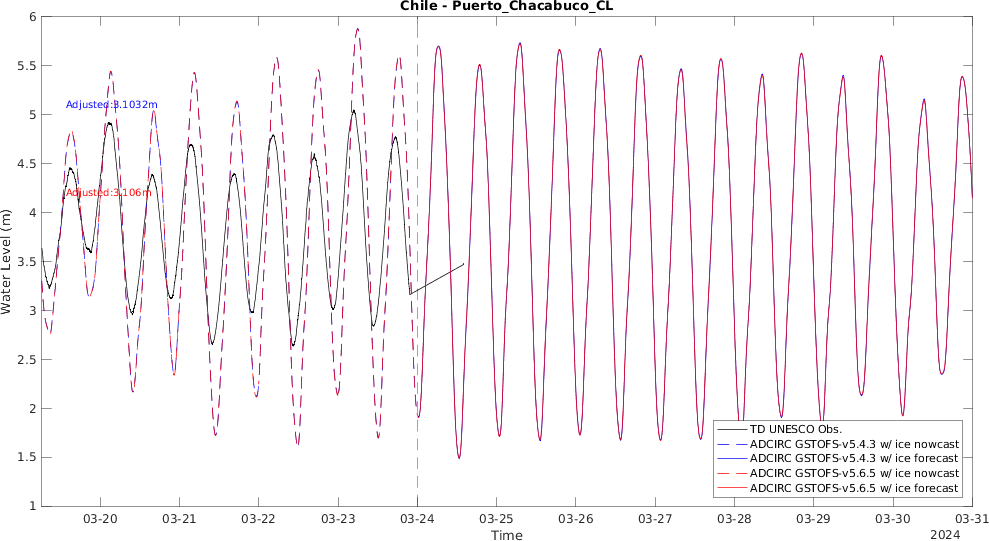 Chile - Puerto_Chacabuco_CL
6
5.5
5
4.5
4
3.5
3
2.5
2
1.5
1
Water Level (m)
Adjusted:3.1032m
Adjusted:3.106m
TD UNESCO Obs.
ADCIRC GSTOFS-v5.4.3 w/ ice nowcast
ADCIRC GSTOFS-v5.4.3 w/ ice forecast
ADCIRC GSTOFS-v5.6.5 w/ ice nowcast
ADCIRC GSTOFS-v5.6.5 w/ ice forecast
03-20 03-21 03-22 03-23 03-24 03-25 03-26 03-27 03-28 03-29 03-30 03-31
Time
2024